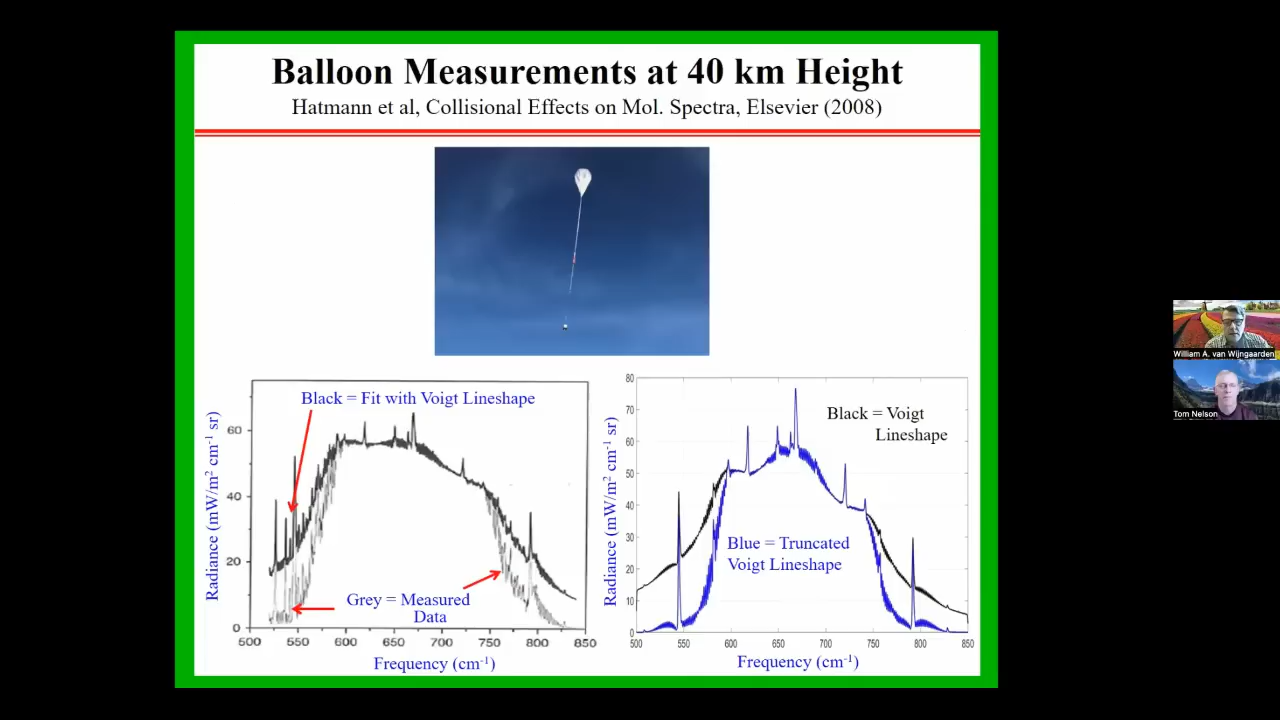 Balloon Measurements at 40 km Height
Hatmann et al, Collisional Effects on Mol. Spectra, Elsevier (2008)
Black = Fit with Voigt Lineshape
Radiance (mW/m² cm⁻¹ sr)
60
40
20
0
Grey = Measured
Data
500 550 600 650 700 750 800 850
Frequency (cm⁻¹)
Radiance (mW/m² cm⁻¹ sr)
80
70
60
50
40
30
20
10
0
Black = Voigt
Lineshape
Blue = Truncated
Voigt Lineshape
500 550 600 650 700 750 800 850
Frequency (cm⁻¹)
William A. van Wijngaarden
Tom Nelson